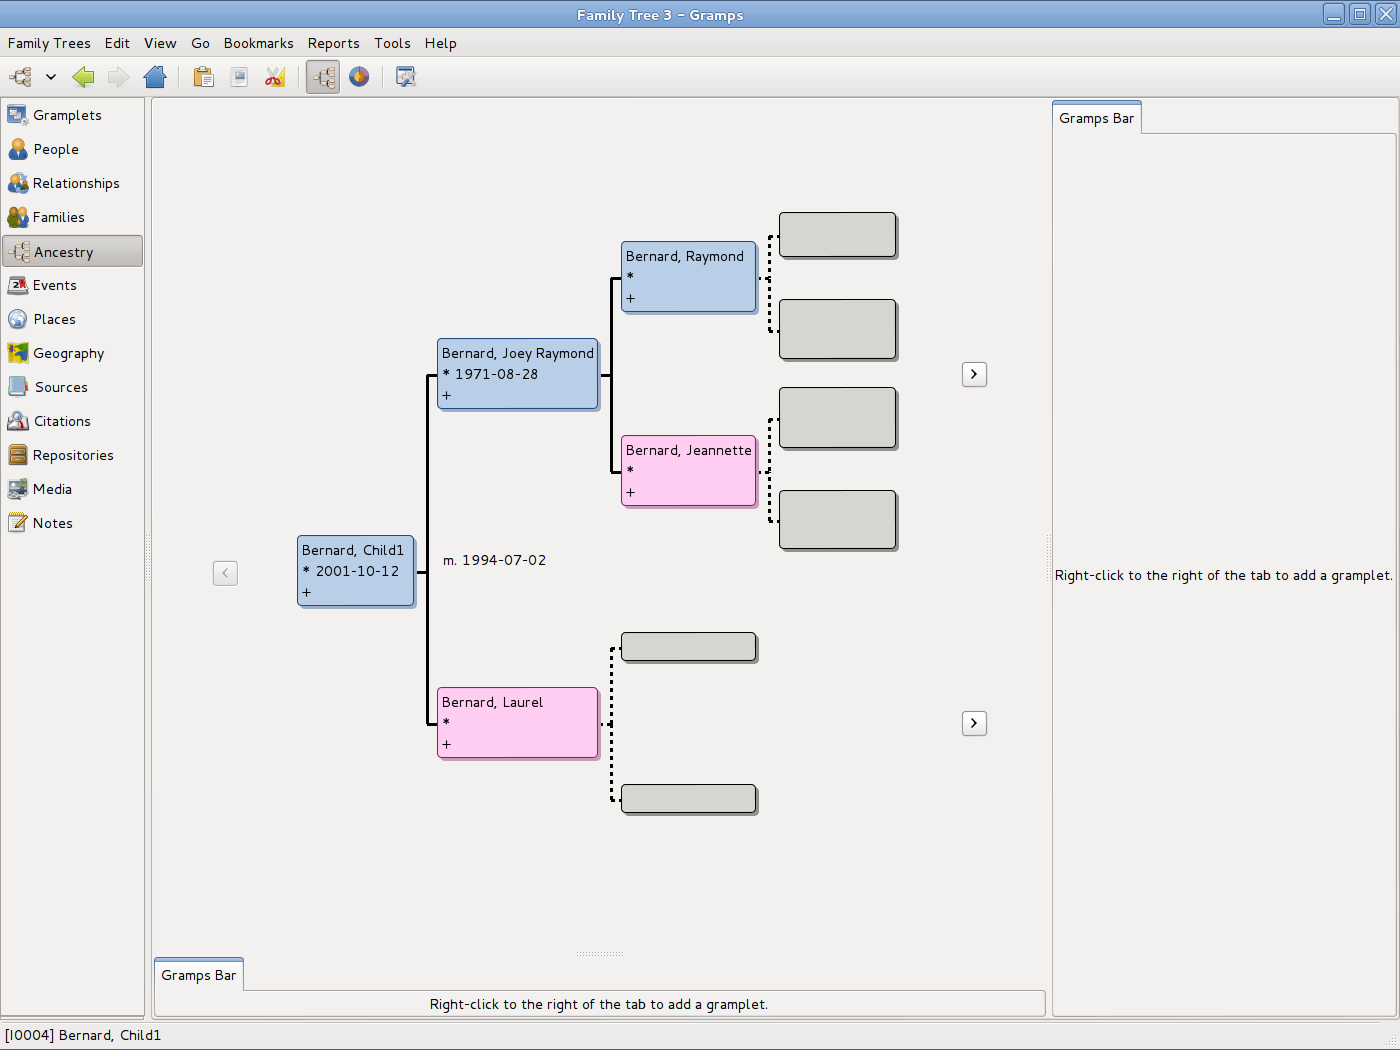 Family Tree 3 – Gramps
Family Trees Edit View Go Bookmarks Reports Tools Help
Gramplets
People
Relationships
Families
Ancestry
Events
Places
Geography
Sources
Citations
Repositories
Media
Notes
Bernard, Child1
* 2001-10-12
+
Bernard, Joey Raymond
* 1971-08-28
+
m. 1994-07-02
Bernard, Laurel
*
+
Bernard, Raymond
*
+
Bernard, Jeannette
*
+
Gramps Bar
Right-click to the right of the tab to add a gramplet.
Gramps Bar
Right-click to the right of the tab to add a gramplet.
[I0004] Bernard, Child1